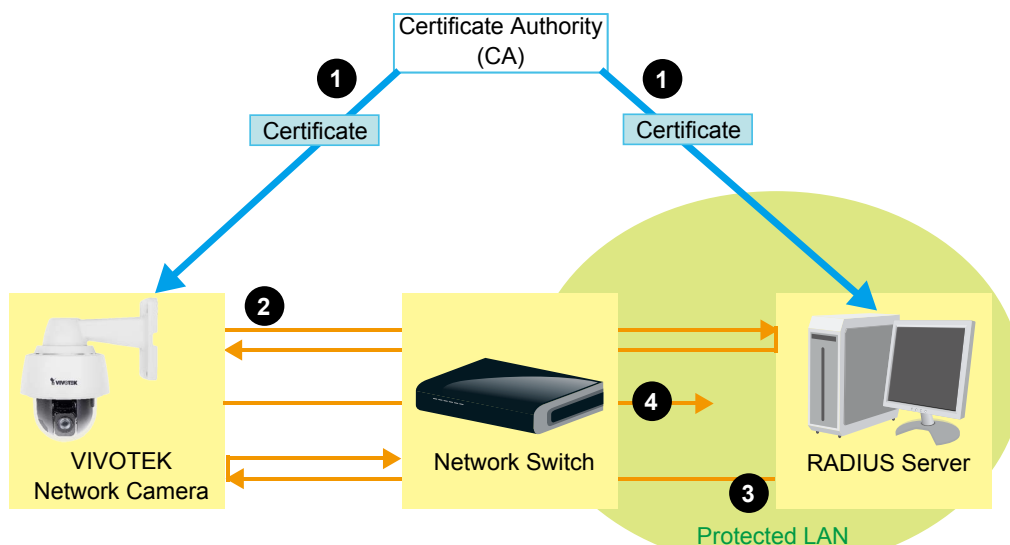 Certificate Authority
(CA)
1
1
Certificate
Certificate
2
VIVOTEK
4
VIVOTEK
Network Camera
Network Switch
RADIUS Server
3
Protected LAN